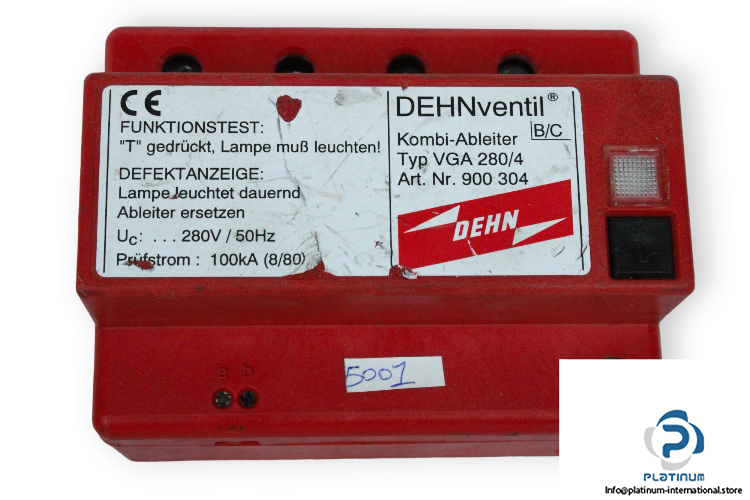 CE
FUNKTIONSTEST:
"T" gedrückt, Lampe muß leuchten!
DEFEKTANZEIGE:
Lampe leuchtet dauernd
Ableiter ersetzen
UC: ... 280V / 50Hz
Prüfstrom : 100kA (8/80)
DEHNventil®
Kombi-Ableiter B/C
Typ VGA 280/4
Art. Nr. 900 304
DEHN
a b
5001
PLATINUM
Info@platinum-international.store